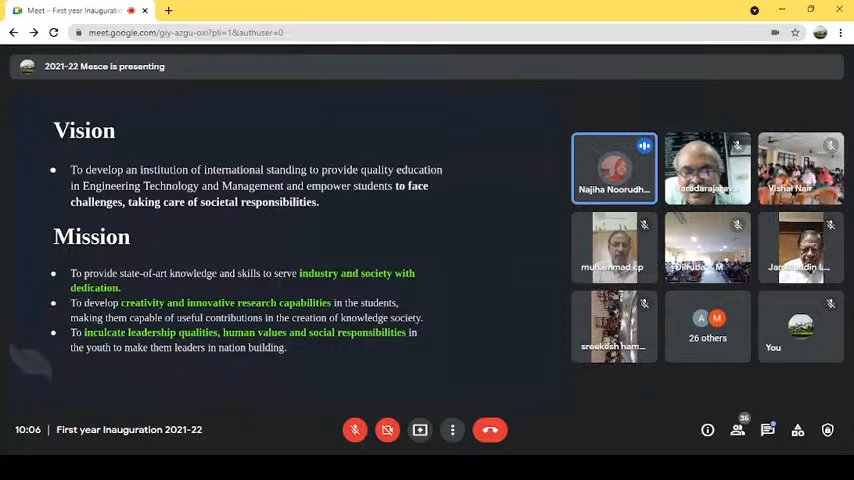 Meet – First year Inauguration
meet.google.com/giy-azgu-oxi?pli=1&authuser=0
2021-22 Mesce is presenting
Vision
To develop an institution of international standing to provide quality education
in Engineering Technology and Management and empower students to face
challenges, taking care of societal responsibilities.
Mission
To provide state-of-art knowledge and skills to serve industry and society with
dedication.
To develop creativity and innovative research capabilities in the students,
making them capable of useful contributions in the creation of knowledge society.
To inculcate leadership qualities, human values and social responsibilities in
the youth to make them leaders in nation building.
Najiha Noorudh...
Varadarajarav...
Vishal Nair
muhammad cp
Dilruba K M
Jamaluddin L...
sreekesh nam...
A M
26 others
You
10:06 | First year Inauguration 2021-22
35